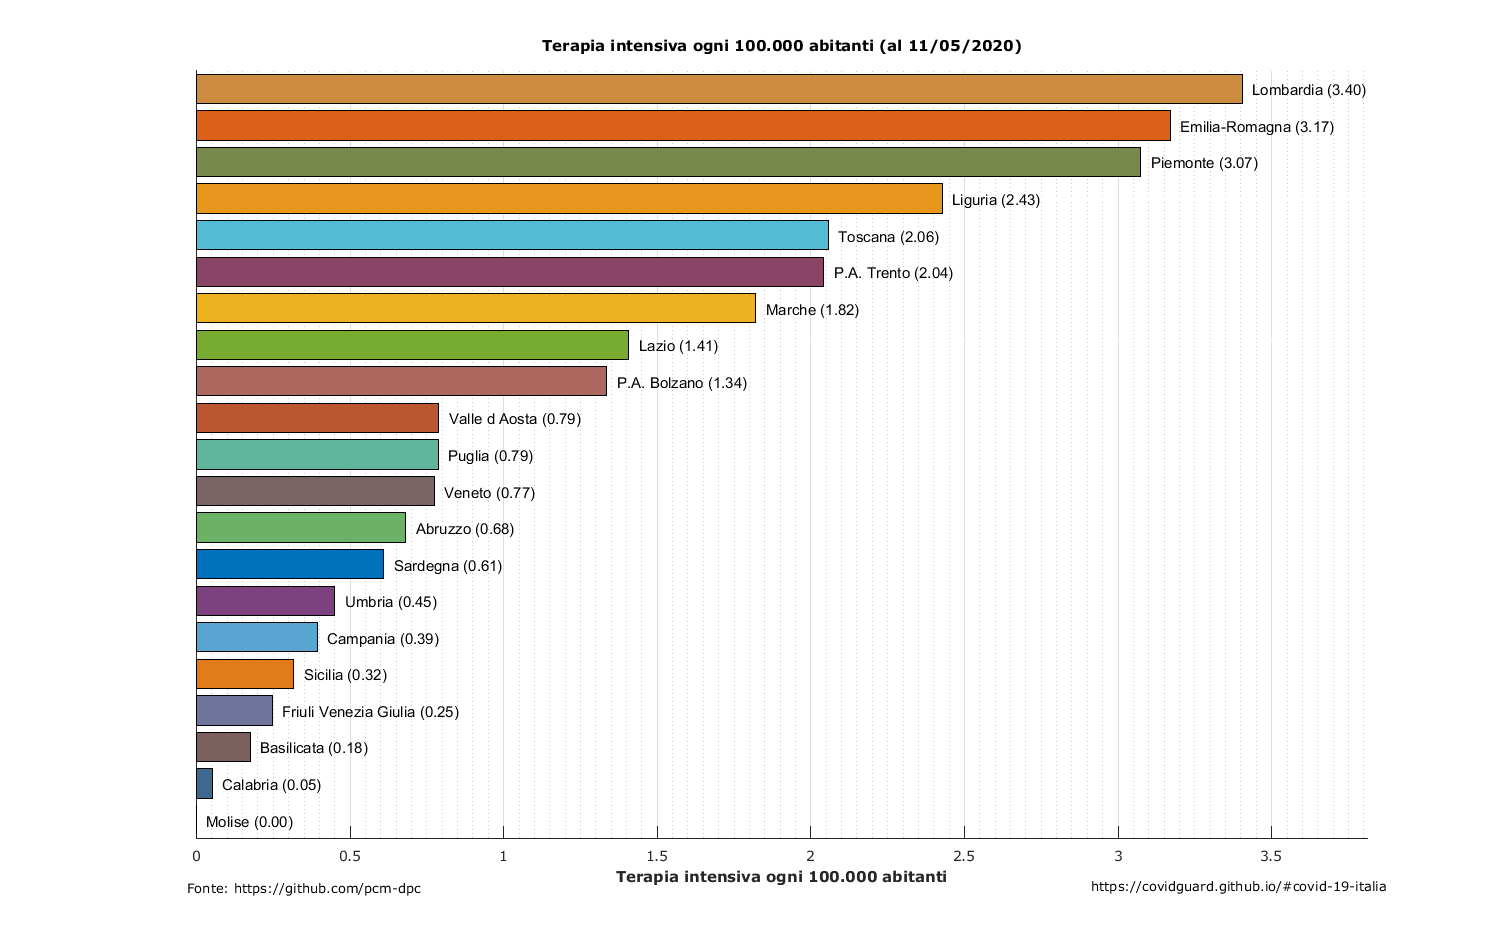 Terapia intensiva ogni 100.000 abitanti (al 11/05/2020)
Lombardia (3.40)
Emilia-Romagna (3.17)
Piemonte (3.07)
Liguria (2.43)
Toscana (2.06)
P.A. Trento (2.04)
Marche (1.82)
Lazio (1.41)
P.A. Bolzano (1.34)
Valle d Aosta (0.79)
Puglia (0.79)
Veneto (0.77)
Abruzzo (0.68)
Sardegna (0.61)
Umbria (0.45)
Campania (0.39)
Sicilia (0.32)
Friuli Venezia Giulia (0.25)
Basilicata (0.18)
Calabria (0.05)
Molise (0.00)
0 0.5 1 1.5 2 2.5 3 3.5
Terapia intensiva ogni 100.000 abitanti
Fonte: https://github.com/pcm-dpc
https://covidguard.github.io/#covid-19-italia